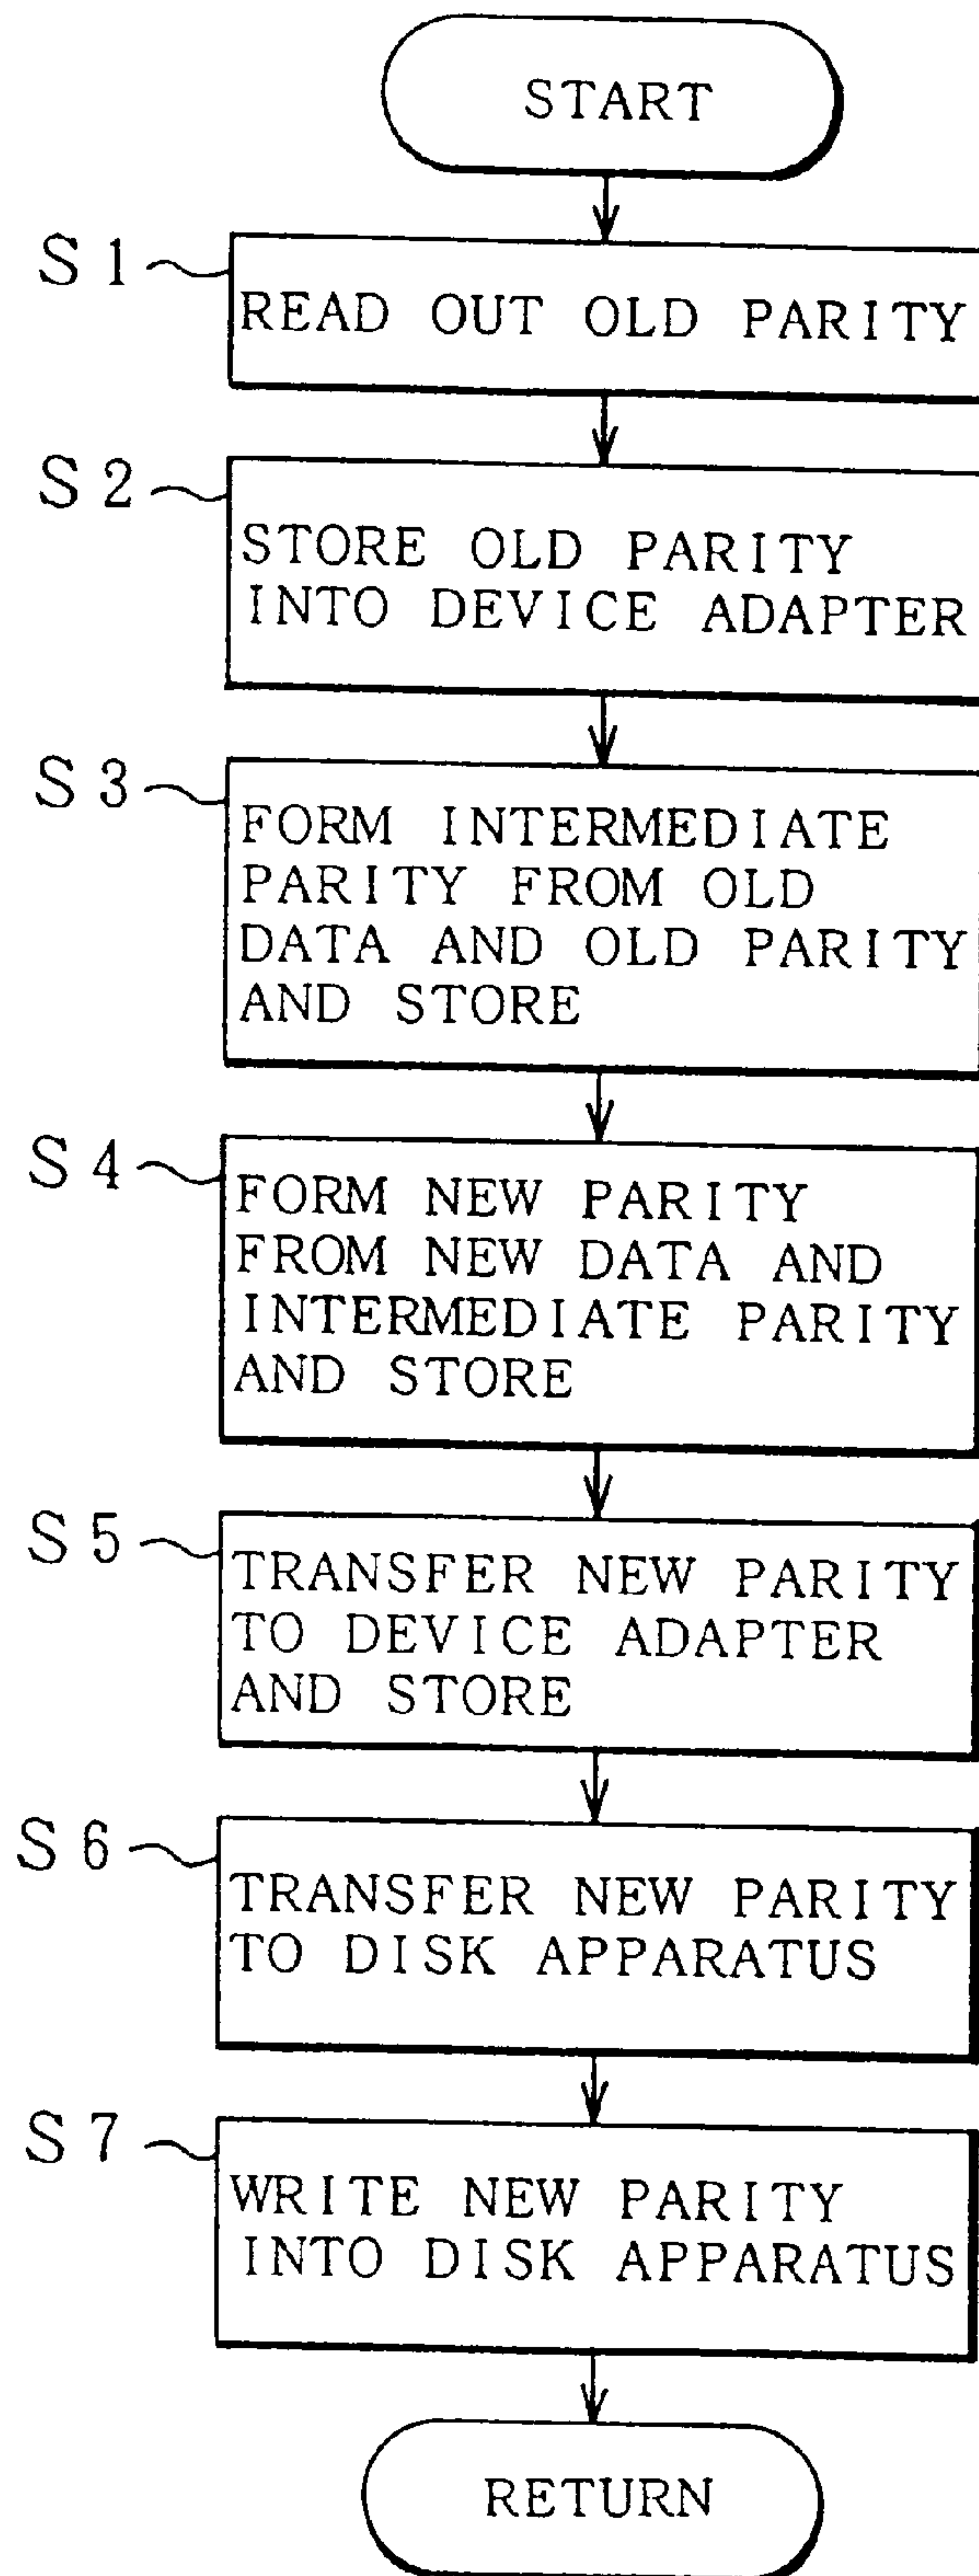 START
S1
READ OUT OLD PARITY
S2
STORE OLD PARITY
INTO DEVICE ADAPTER
S3
FORM INTERMEDIATE
PARITY FROM OLD
DATA AND OLD PARITY
AND STORE
S4
FORM NEW PARITY
FROM NEW DATA AND
INTERMEDIATE PARITY
AND STORE
S5
TRANSFER NEW PARITY
TO DEVICE ADAPTER
AND STORE
S6
TRANSFER NEW PARITY
TO DISK APPARATUS
S7
WRITE NEW PARITY
INTO DISK APPARATUS
RETURN